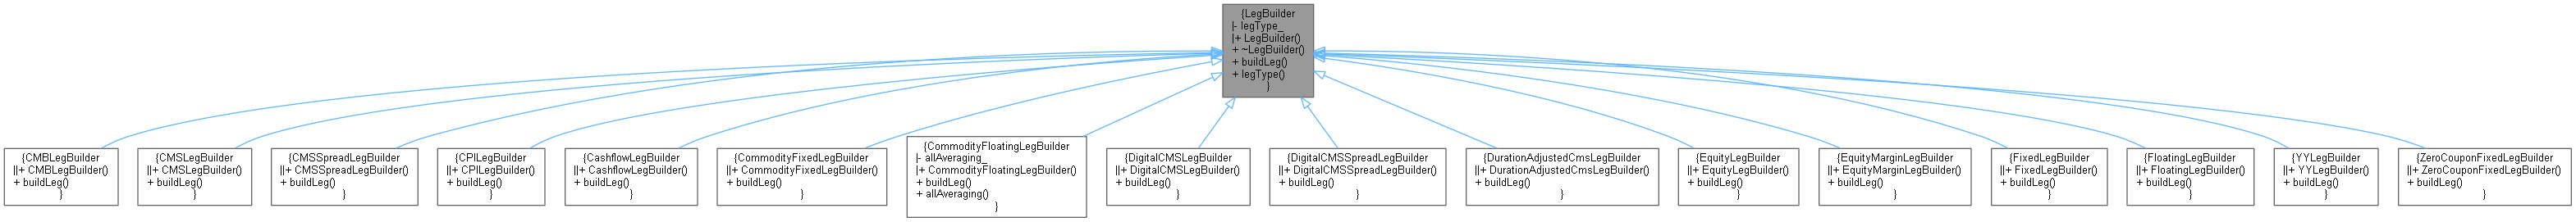 {LegBuilder
|- legType_
|+ LegBuilder()
+ ~LegBuilder()
+ buildLeg()
+ legType()
}
{CMBLegBuilder
||+ CMBLegBuilder()
+ buildLeg()
}
{CMSLegBuilder
||+ CMSLegBuilder()
+ buildLeg()
}
{CMSSpreadLegBuilder
||+ CMSSpreadLegBuilder()
+ buildLeg()
}
{CPILegBuilder
||+ CPILegBuilder()
+ buildLeg()
}
{CashflowLegBuilder
||+ CashflowLegBuilder()
+ buildLeg()
}
{CommodityFixedLegBuilder
||+ CommodityFixedLegBuilder()
+ buildLeg()
}
{CommodityFloatingLegBuilder
|- allAveraging_
|+ CommodityFloatingLegBuilder()
+ buildLeg()
+ allAveraging()
}
{DigitalCMSLegBuilder
||+ DigitalCMSLegBuilder()
+ buildLeg()
}
{DigitalCMSSpreadLegBuilder
||+ DigitalCMSSpreadLegBuilder()
+ buildLeg()
}
{DurationAdjustedCmsLegBuilder
||+ DurationAdjustedCmsLegBuilder()
+ buildLeg()
}
{EquityLegBuilder
||+ EquityLegBuilder()
+ buildLeg()
}
{EquityMarginLegBuilder
||+ EquityMarginLegBuilder()
+ buildLeg()
}
{FixedLegBuilder
||+ FixedLegBuilder()
+ buildLeg()
}
{FloatingLegBuilder
||+ FloatingLegBuilder()
+ buildLeg()
}
{YYLegBuilder
||+ YYLegBuilder()
+ buildLeg()
}
{ZeroCouponFixedLegBuilder
||+ ZeroCouponFixedLegBuilder()
+ buildLeg()
}